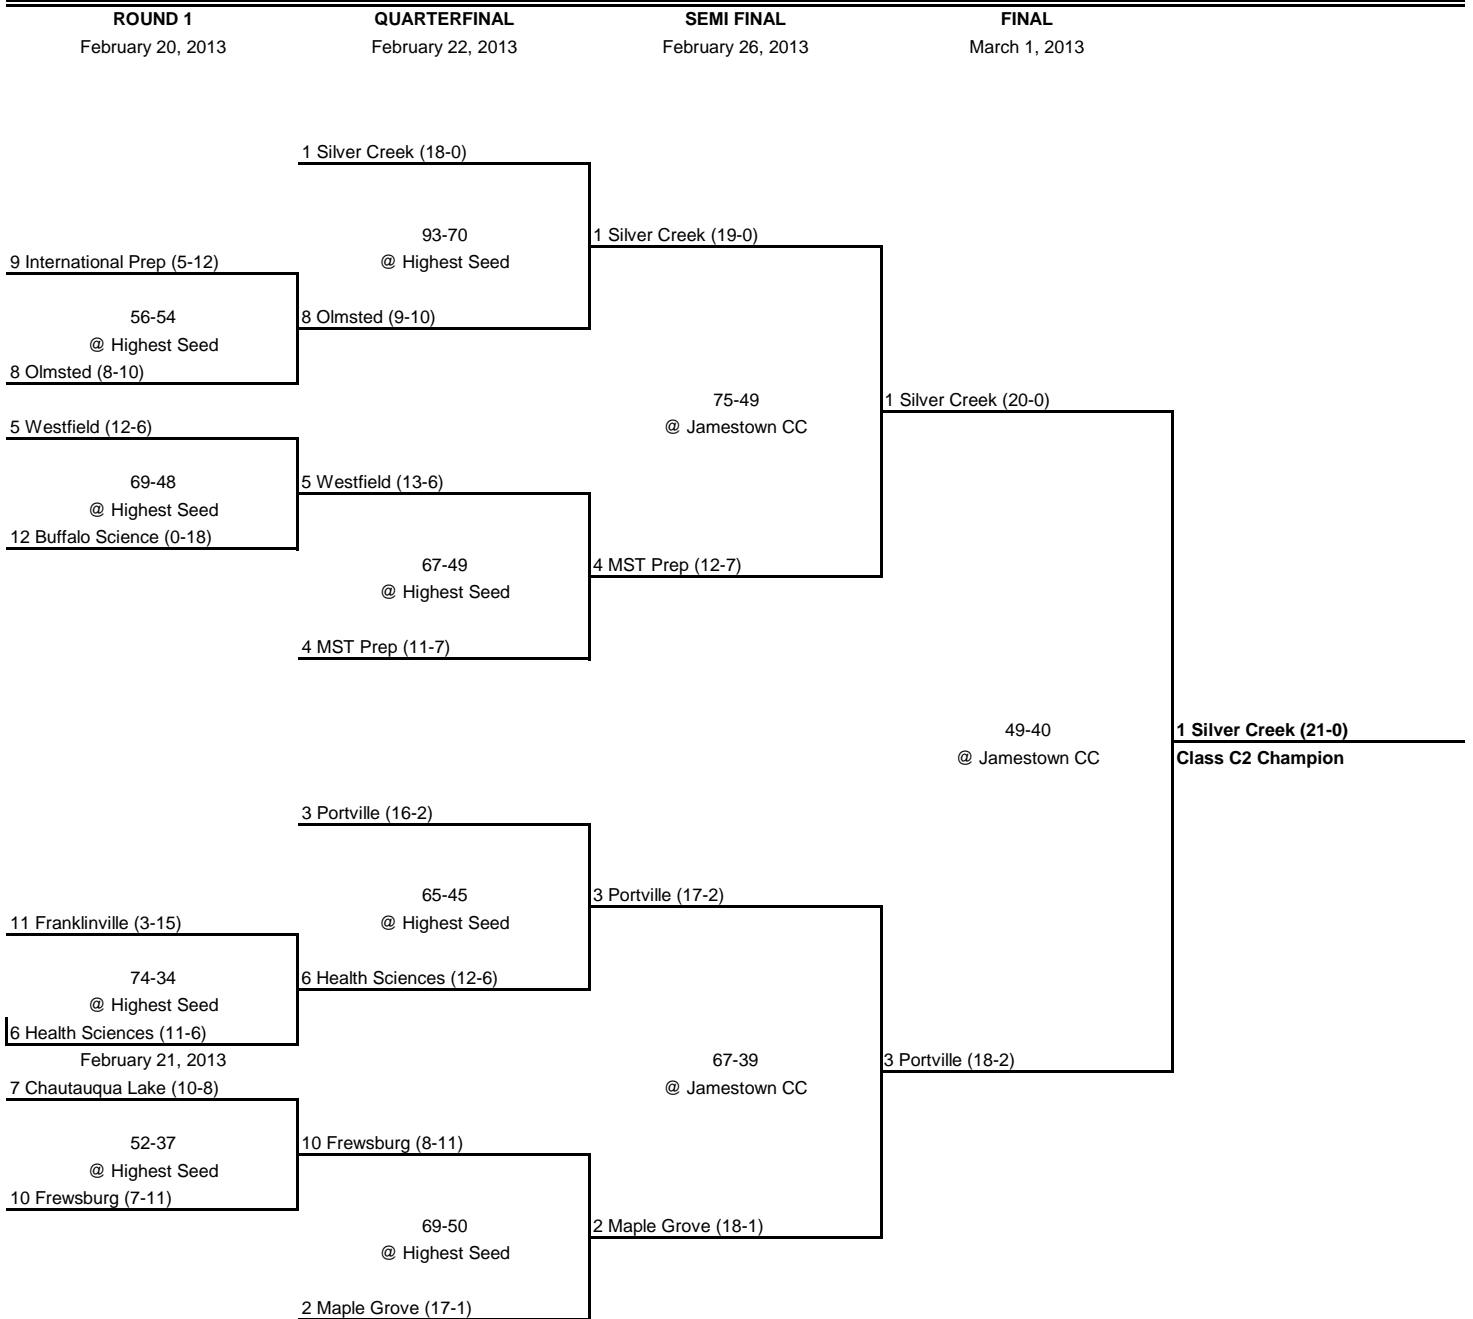 ROUND 1 QUARTERFINAL SEMI FINAL FINAL
February 20, 2013 February 22, 2013 February 26, 2013 March 1, 2013
1 Silver Creek (18-0)
93-70 1 Silver Creek (19-0)
9 International Prep (5-12) @ Highest Seed
56-54 8 Olmsted (9-10)
@ Highest Seed
8 Olmsted (8-10)
75-49 1 Silver Creek (20-0)
5 Westfield (12-6) @ Jamestown CC
69-48 5 Westfield (13-6)
@ Highest Seed
12 Buffalo Science (0-18)
67-49 4 MST Prep (12-7)
@ Highest Seed
4 MST Prep (11-7)
49-40 1 Silver Creek (21-0)
@ Jamestown CC Class C2 Champion
3 Portville (16-2)
65-45 3 Portville (17-2)
11 Franklinville (3-15) @ Highest Seed
74-34 6 Health Sciences (12-6)
@ Highest Seed
6 Health Sciences (11-6)
February 21, 2013 67-39 3 Portville (18-2)
7 Chautauqua Lake (10-8) @ Jamestown CC
52-37 10 Frewsburg (8-11)
@ Highest Seed
10 Frewsburg (7-11)
69-50 2 Maple Grove (18-1)
@ Highest Seed
2 Maple Grove (17-1)